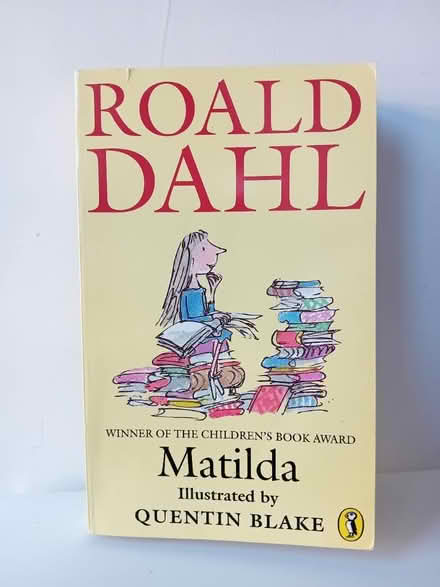 ROALD
DAHL
WINNER OF THE CHILDREN'S BOOK AWARD
Matilda
Illustrated by
QUENTIN BLAKE